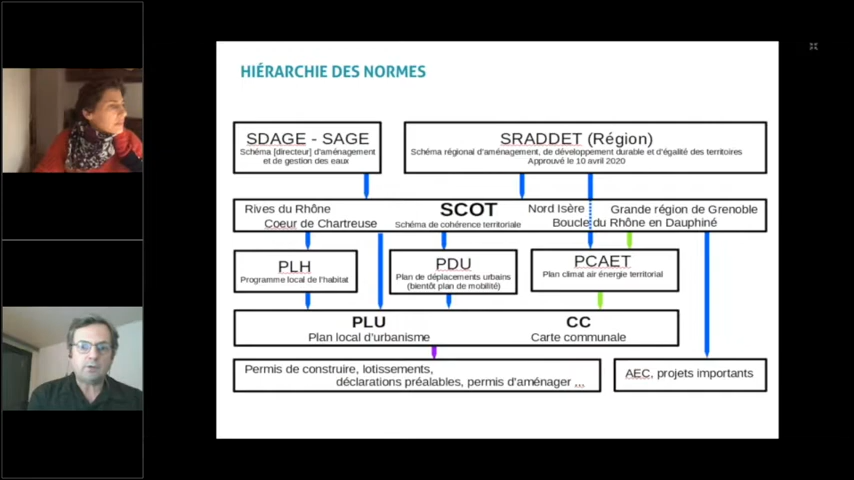 HIÉRARCHIE DES NORMES
SDAGE - SAGE
Schéma [directeur] d'aménagement
et de gestion des eaux
SRADDET (Région)
Schéma régional d'aménagement, de développement durable et d'égalité des territoires
Approuvé le 10 avril 2020
Rives du Rhône
Coeur de Chartreuse
SCOT
Schéma de cohérence territoriale
Nord Isère
Grande région de Grenoble
Boucle du Rhône en Dauphiné
PLH
Programme local de l'habitat
PDU
Plan de déplacements urbains
(bientôt plan de mobilité)
PCAET
Plan climat air énergie territorial
PLU
Plan local d'urbanisme
CC
Carte communale
Permis de construire, lotissements,
déclarations préalables, permis d'aménager ...
AEC, projets importants